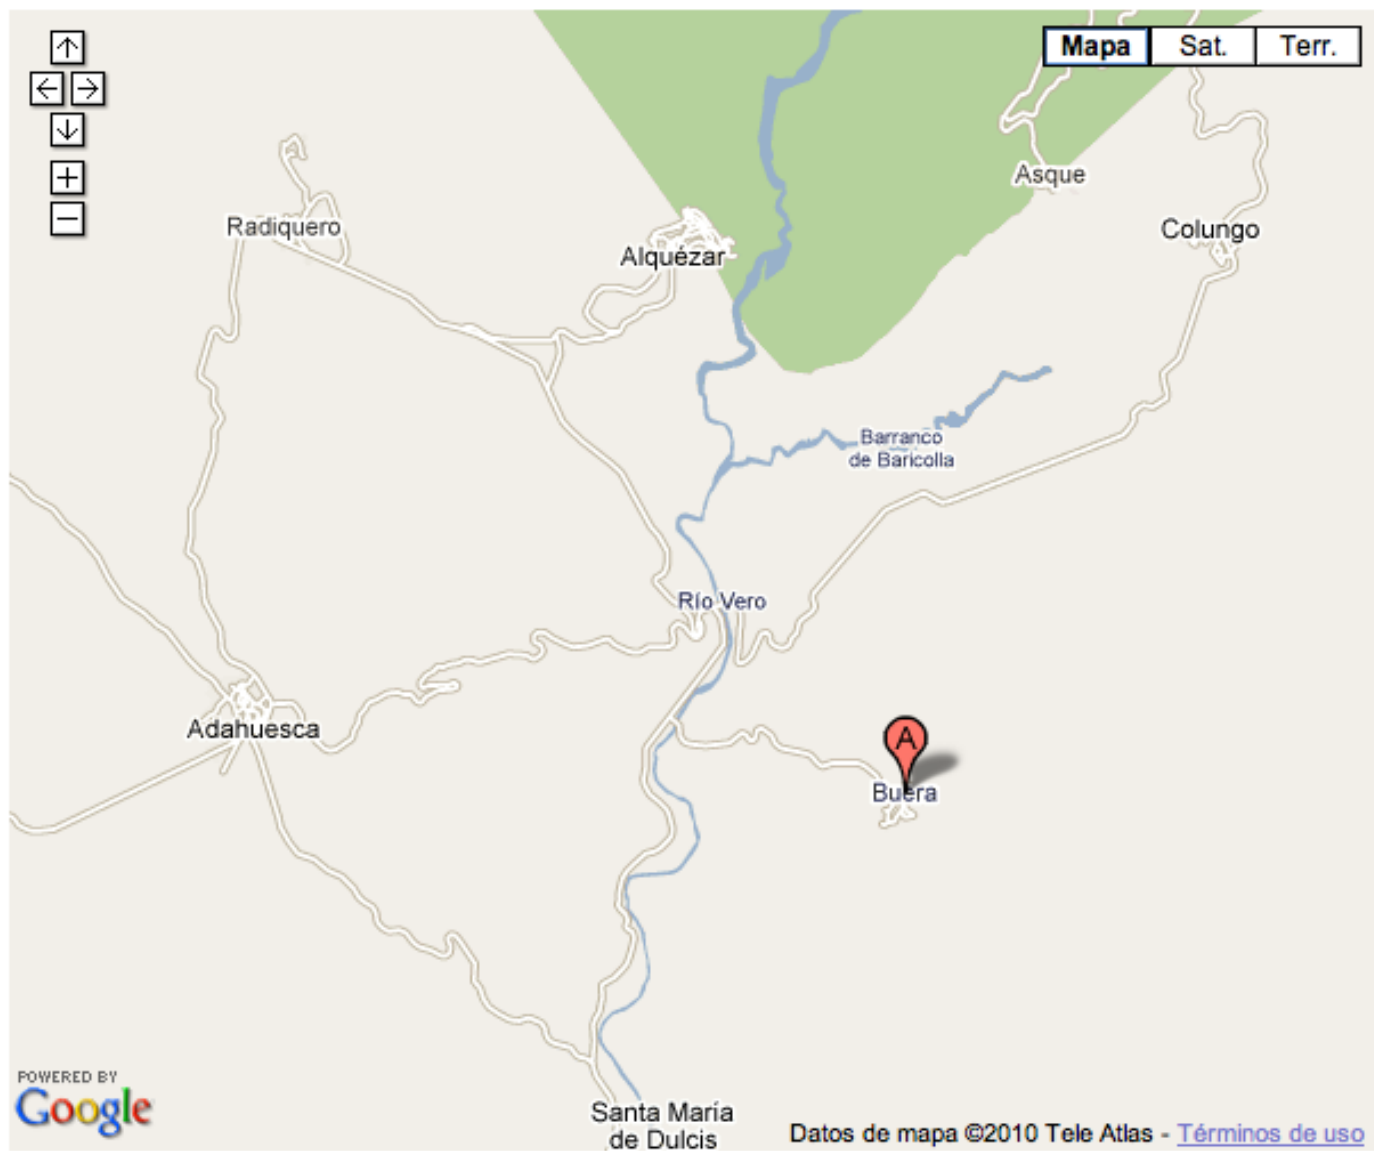 Mapa
Sat.
Terr.
Asque
Radiquero
Colungo
Alquézar
Barranco
de Baricolla
Río Vero
Adahuesca
A
Buera
POWERED BY
Google
Santa María
de Dulcis
Datos de mapa ©2010 Tele Atlas - Términos de uso